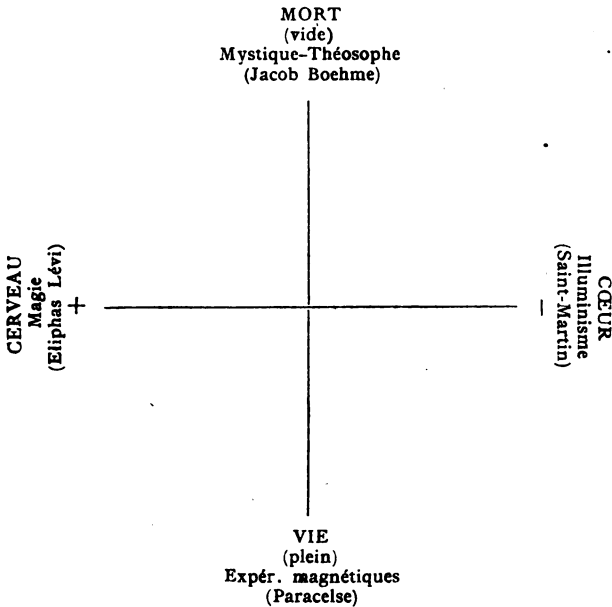 MORT
(vide)
Mystique-Théosophe
(Jacob Boehme)
CERVEAU
Magie
(Eliphas Lévi)
+
CŒUR
Illuminisme
(Saint-Martin)
—
VIE
(plein)
Expér. magnétiques
(Paracelse)